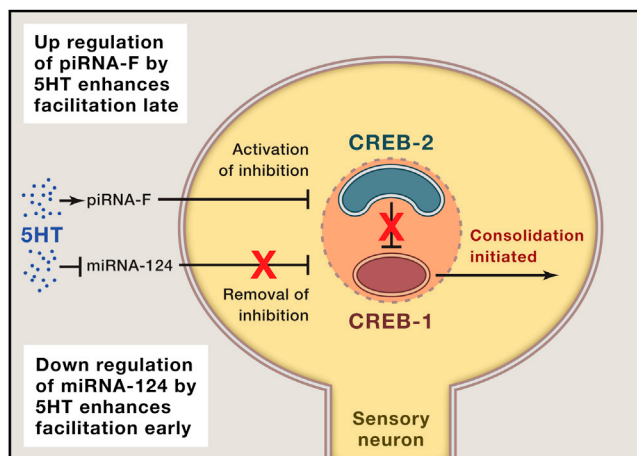 Up regulation
of piRNA-F by
5HT enhances
facilitation late
Activation
of inhibition
CREB-2
piRNA-F
5HT
miRNA-124
X
X
Removal of
inhibition
Consolidation
initiated
CREB-1
Down regulation
of miRNA-124 by
5HT enhances
facilitation early
Sensory
neuron